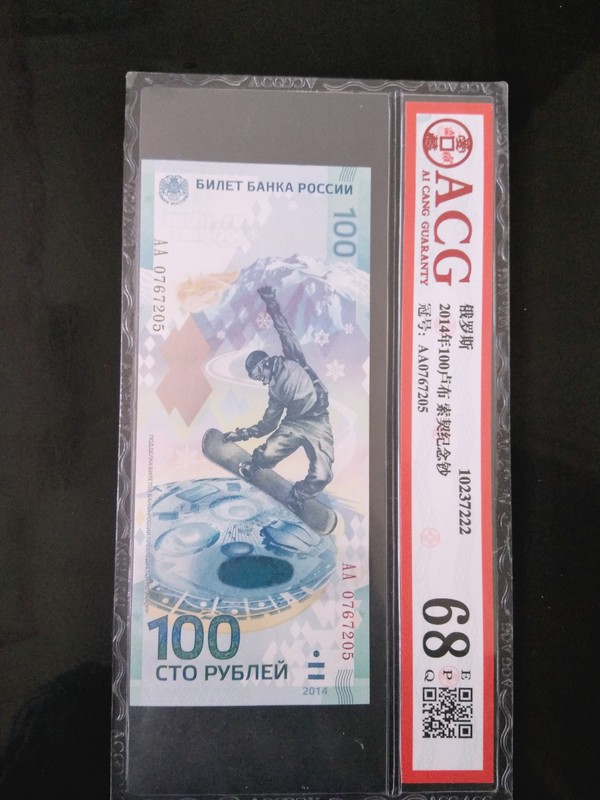 БИЛЕТ БАНКА РОССИИ
100
АА 0767205
АА 0767205
100
СТО РУБЛЕЙ
2014
ACG
AI CANG GUARANTY
俄罗斯
10237222
2014年100卢布 索契纪念钞
冠号: AA0767205
68
E
P
Q